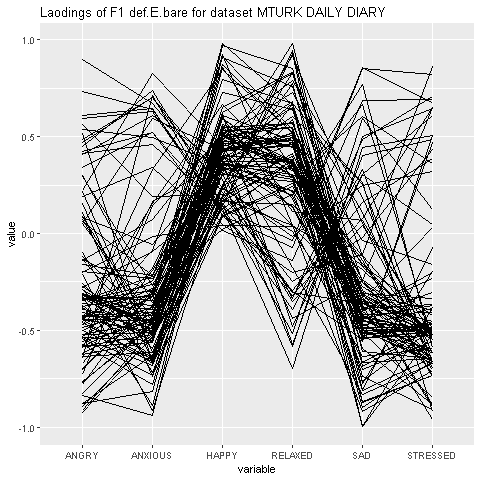 Laodings of F1 def.E.bare for dataset MTURK DAILY DIARY
1.0
0.5
0.0
-0.5
-1.0
value
ANGRY ANXIOUS HAPPY RELAXED SAD STRESSED
variable